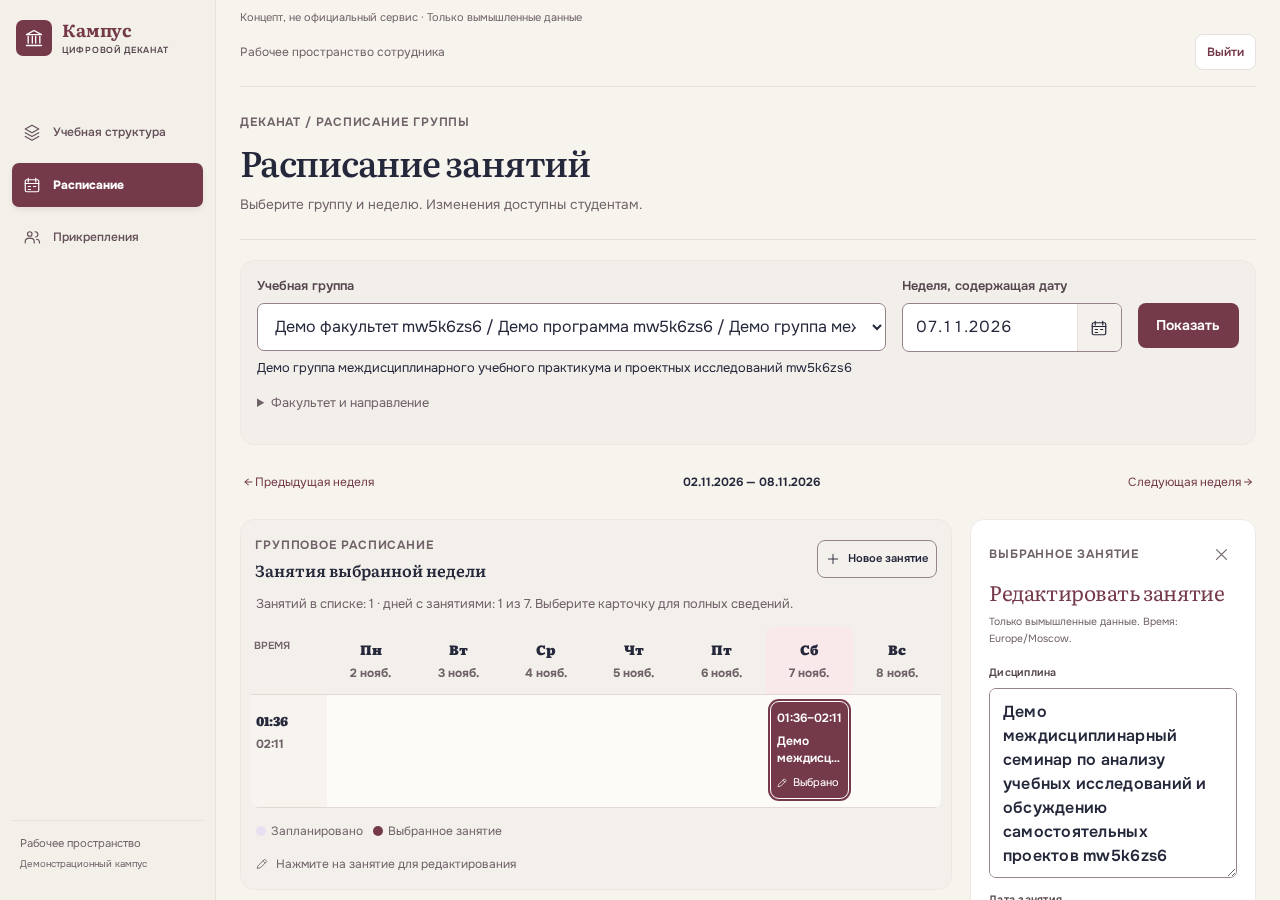 Кампус
ЦИФРОВОЙ ДЕКАНАТ
Учебная структура
Расписание
Прикрепления
Рабочее пространство
Демонстрационный кампус
Концепт, не официальный сервис · Только вымышленные данные
Рабочее пространство сотрудника
Выйти
ДЕКАНАТ / РАСПИСАНИЕ ГРУППЫ
Расписание занятий
Выберите группу и неделю. Изменения доступны студентам.
Учебная группа
Неделя, содержащая дату
Демо факультет mw5k6zs6 / Демо программа mw5k6zs6 / Демо группа меж
07.11.2026
Показать
Демо группа междисциплинарного учебного практикума и проектных исследований mw5k6zs6
Факультет и направление
← Предыдущая неделя
02.11.2026 — 08.11.2026
Следующая неделя →
ГРУППОВОЕ РАСПИСАНИЕ
Занятия выбранной недели
Новое занятие
Занятий в списке: 1 · дней с занятиями: 1 из 7. Выберите карточку для полных сведений.
ВРЕМЯ
Пн
2 нояб.
Вт
3 нояб.
Ср
4 нояб.
Чт
5 нояб.
Пт
6 нояб.
Сб
7 нояб.
Вс
8 нояб.
01:36
02:11
01:36–02:11
Демо
междисц...
Выбрано
Запланировано
Выбранное занятие
Нажмите на занятие для редактирования
ВЫБРАННОЕ ЗАНЯТИЕ
Редактировать занятие
Только вымышленные данные. Время:
Europe/Moscow.
Дисциплина
Демо
междисциплинарный
семинар по анализу
учебных исследований и
обсуждению
самостоятельных
проектов mw5k6zs6
Дата занятия